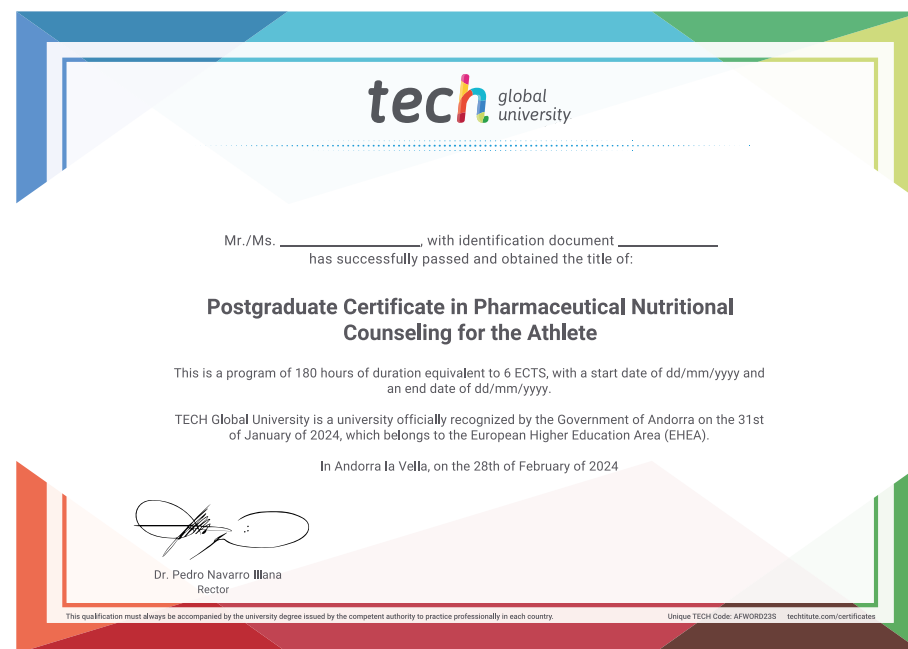 tech global
university
Mr./Ms. ____________, with identification document ____________
has successfully passed and obtained the title of:
Postgraduate Certificate in Pharmaceutical Nutritional
Counseling for the Athlete
This is a program of 180 hours of duration equivalent to 6 ECTS, with a start date of dd/mm/yyyy and
an end date of dd/mm/yyyy.
TECH Global University is a university officially recognized by the Government of Andorra on the 31st
of January of 2024, which belongs to the European Higher Education Area (EHEA).
In Andorra la Vella, on the 28th of February of 2024
Dr. Pedro Navarro Illana
Rector
This qualification must always be accompanied by the university degree issued by the competent authority to practice professionally in each country.
Unique TECH Code: AFWORD23S techtitute.com/certificates